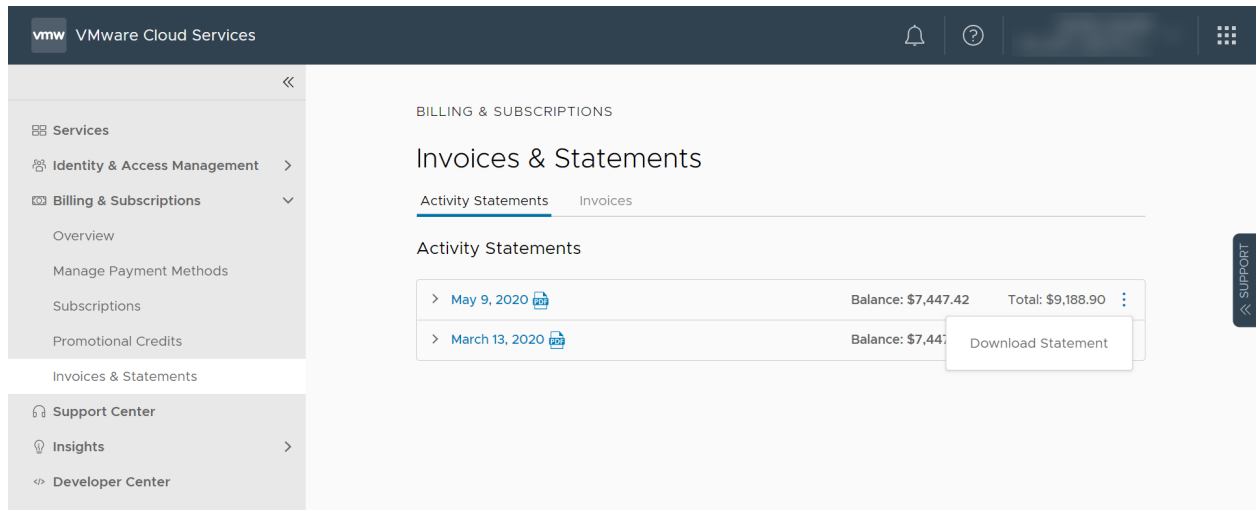 vmw VMware Cloud Services
Services
Identity & Access Management
Billing & Subscriptions
Overview
Manage Payment Methods
Subscriptions
Promotional Credits
Invoices & Statements
Support Center
Insights
Developer Center
BILLING & SUBSCRIPTIONS
Invoices & Statements
Activity Statements Invoices
Activity Statements
May 9, 2020 PDF Balance: $7,447.42 Total: $9,188.90
March 13, 2020 PDF Balance: $7,447
Download Statement
SUPPORT